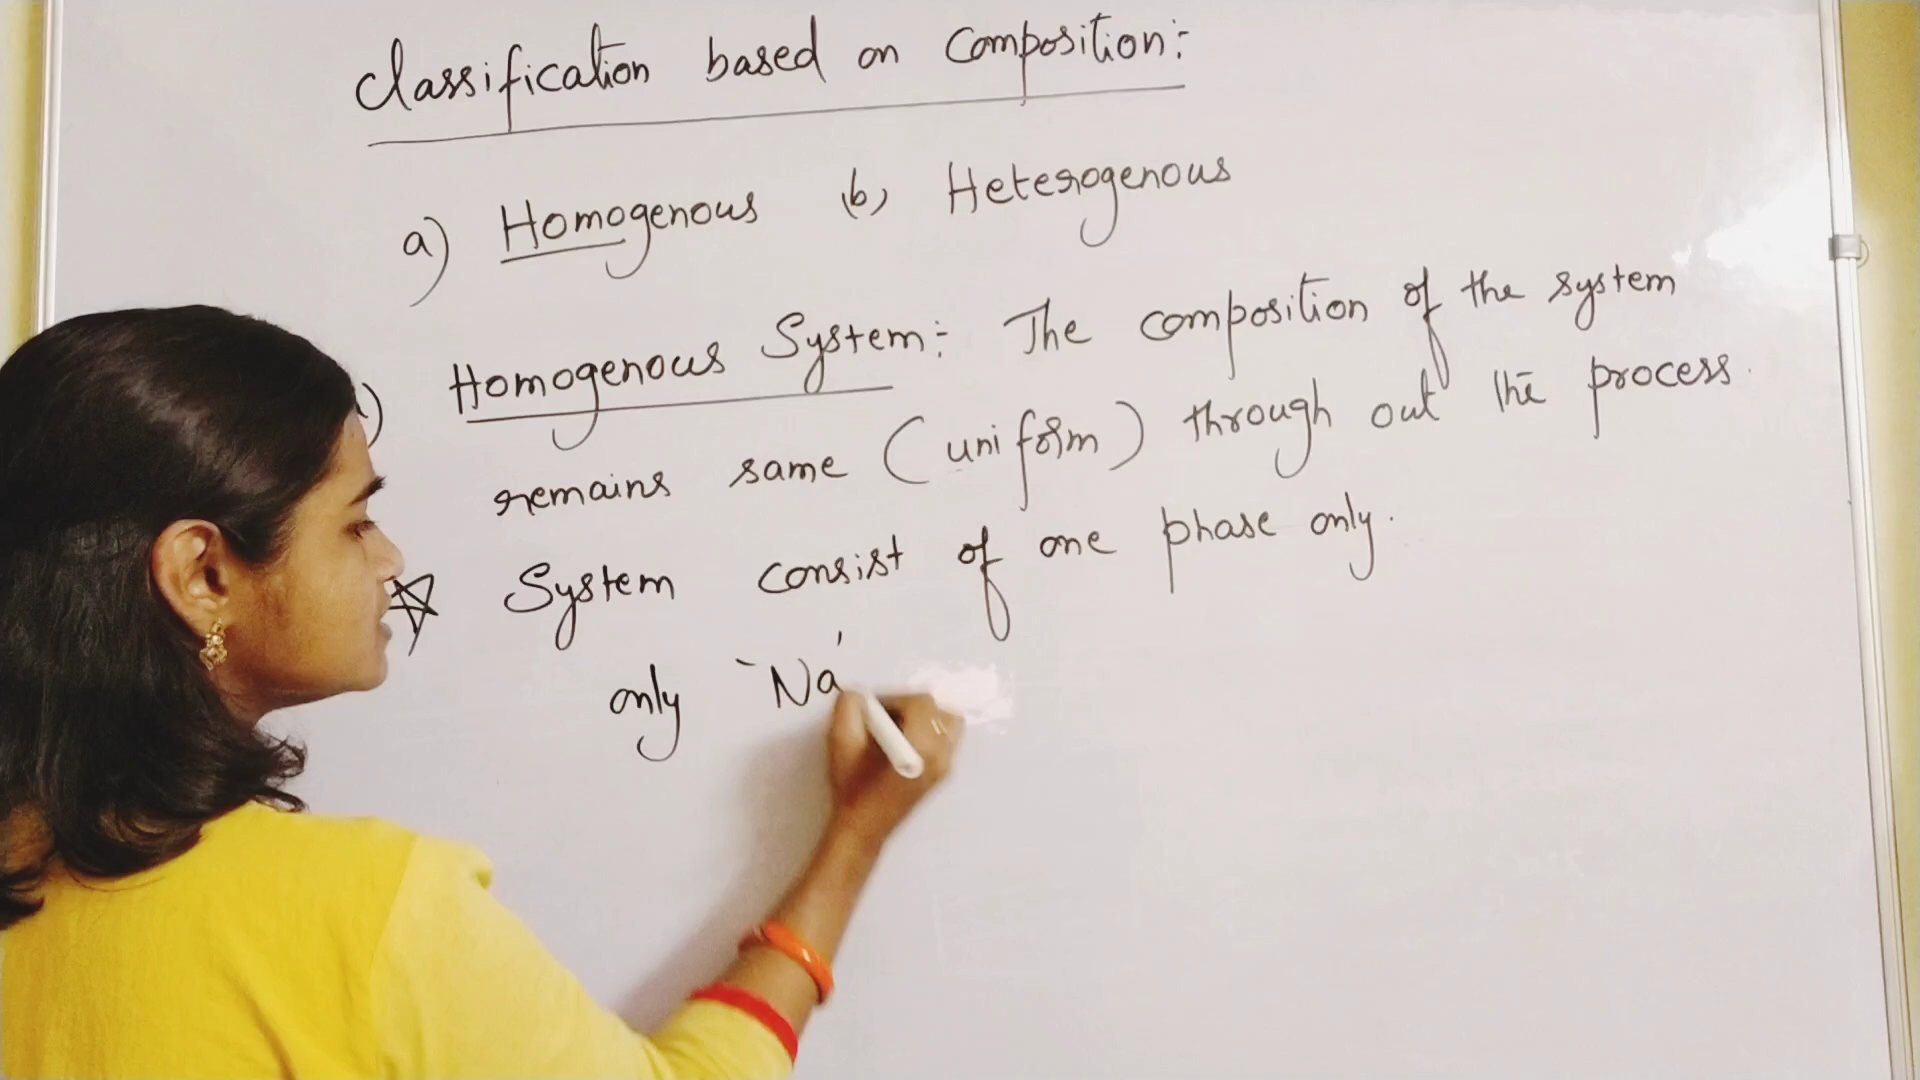 Classification based on Composition:-
a) Homogenous (b) Heterogenous
) Homogenous System:- The composition of the system
remains same (uniform) through out the process.
☆ System consist of one phase only.
only `Na'